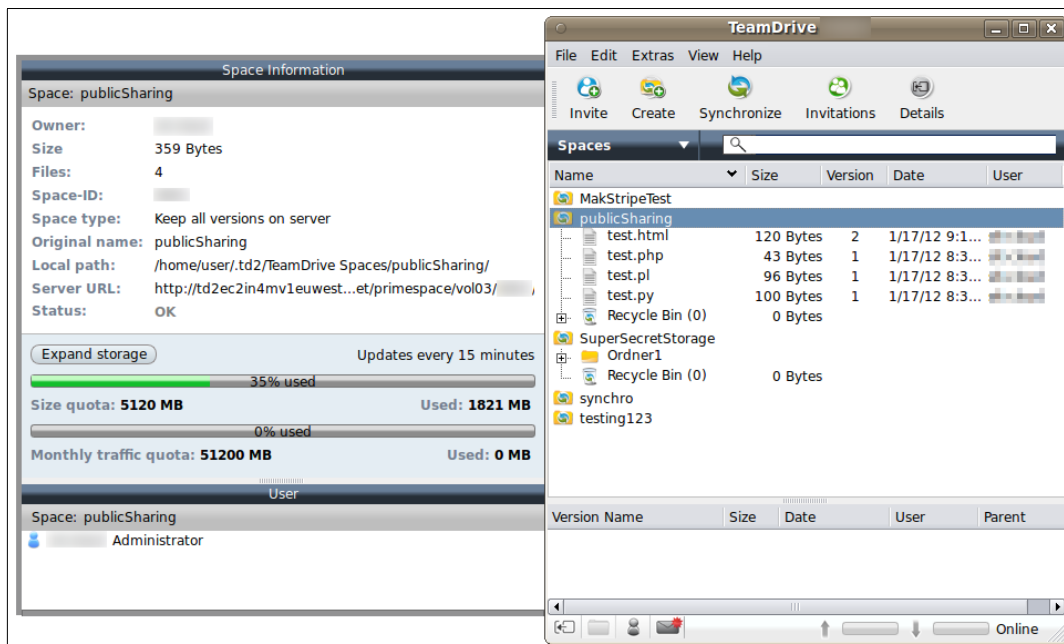 Space Information
Space: publicSharing
Owner:
Size 359 Bytes
Files: 4
Space-ID:
Space type: Keep all versions on server
Original name: publicSharing
Local path: /home/user/.td2/TeamDrive Spaces/publicSharing/
Server URL: http://td2ec2in4mv1euwest...et/primespace/vol03/ /
Status: OK
Expand storage Updates every 15 minutes
35% used
Size quota: 5120 MB Used: 1821 MB
0% used
Monthly traffic quota: 51200 MB Used: 0 MB
User
Space: publicSharing
Administrator
TeamDrive
File Edit Extras View Help
Invite Create Synchronize Invitations Details
Spaces
Name Size Version Date User
MakStripeTest
publicSharing
test.html 120 Bytes 2 1/17/12 9:1...
test.php 43 Bytes 1 1/17/12 8:3...
test.pl 96 Bytes 1 1/17/12 8:3...
test.py 100 Bytes 1 1/17/12 8:3...
Recycle Bin (0) 0 Bytes
SuperSecretStorage
Ordner1
Recycle Bin (0) 0 Bytes
synchro
testing123
Version Name Size Date User Parent
Online